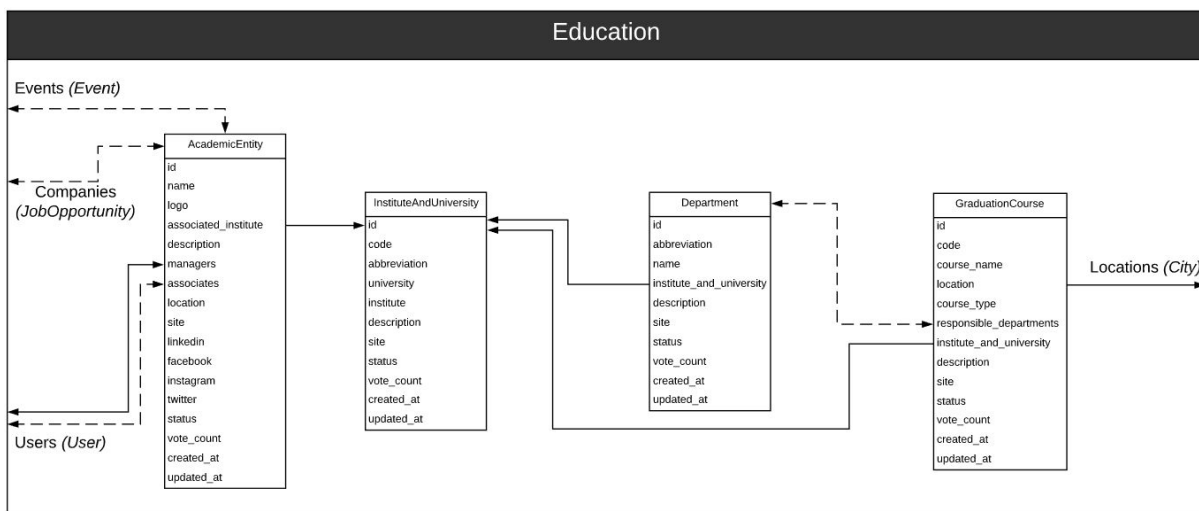 Education
Events (Event)
Companies
(JobOpportunity)
Users (User)
AcademicEntity
id
name
logo
associated_institute
description
managers
associates
location
site
linkedin
facebook
instagram
twitter
status
vote_count
created_at
updated_at
InstituteAndUniversity
id
code
abbreviation
university
institute
description
site
status
vote_count
created_at
updated_at
Department
id
abbreviation
name
institute_and_university
description
site
status
vote_count
created_at
updated_at
GraduationCourse
id
code
course_name
location
course_type
responsible_departments
institute_and_university
description
site
status
vote_count
created_at
updated_at
Locations (City)